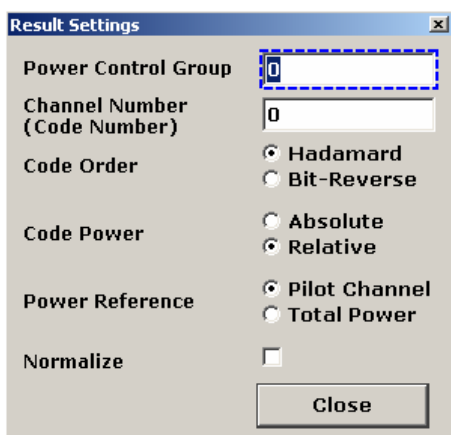 Result Settings
Power Control Group 0
Channel Number
(Code Number) 0
Code Order Hadamard
Bit-Reverse
Code Power Absolute
Relative
Power Reference Pilot Channel
Total Power
Normalize
Close